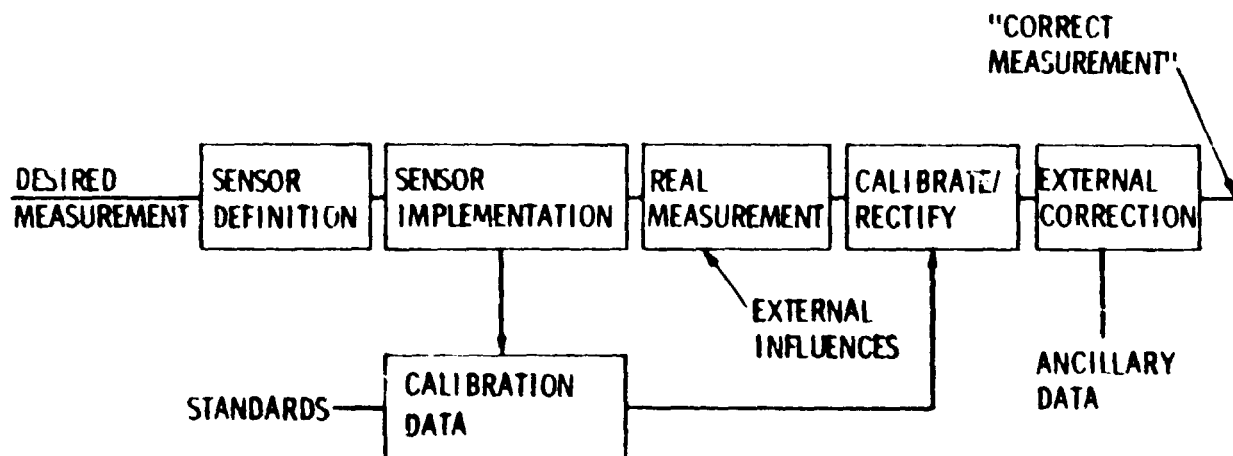 "CORRECT
MEASUREMENT"
DESIRED
MEASUREMENT
SENSOR
DEFINITION
SENSOR
IMPLEMENTATION
REAL
MEASUREMENT
CALIBRATE/
RECTIFY
EXTERNAL
CORRECTION
EXTERNAL
INFLUENCES
ANCILLARY
DATA
STANDARDS
CALIBRATION
DATA